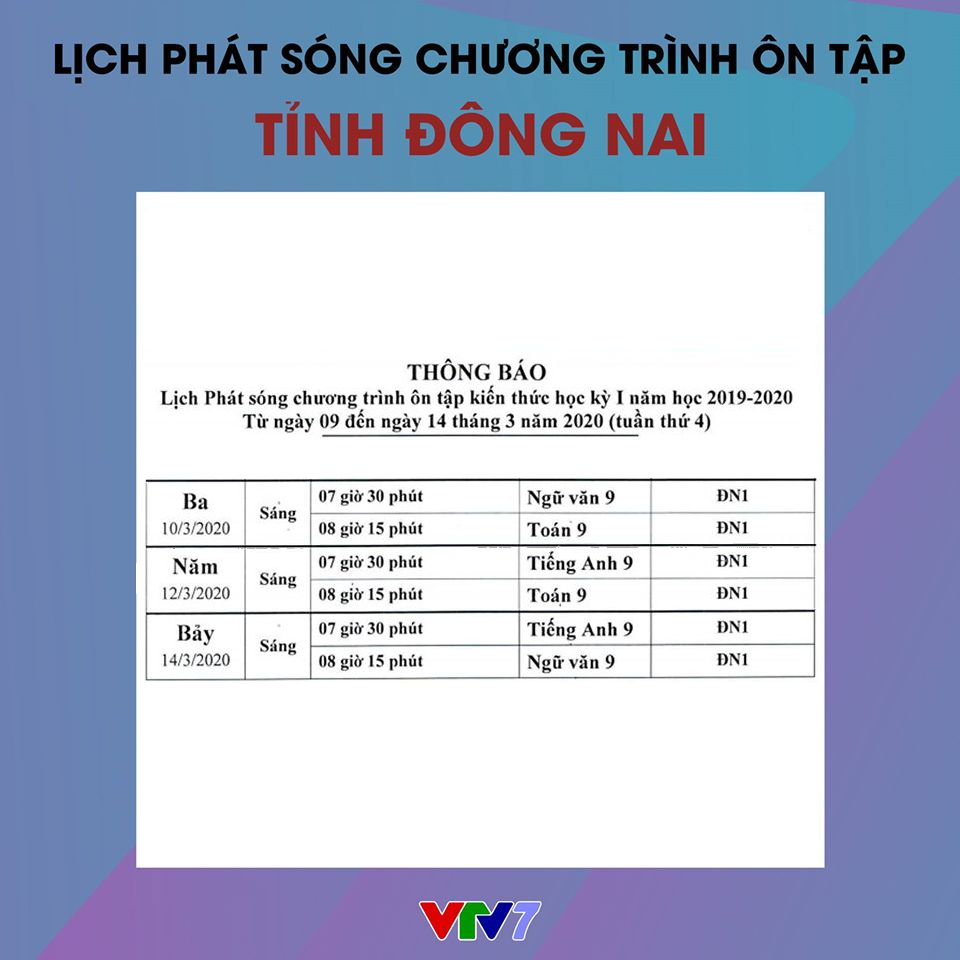 LỊCH PHÁT SÓNG CHƯƠNG TRÌNH ÔN TẬP
TỈNH ĐỒNG NAI
THÔNG BÁO
Lịch Phát sóng chương trình ôn tập kiến thức học kỳ I năm học 2019-2020
Từ ngày 09 đến ngày 14 tháng 3 năm 2020 (tuần thứ 4)
Ba 10/3/2020 Sáng 07 giờ 30 phút Ngữ văn 9 ĐN1
08 giờ 15 phút Toán 9 ĐN1
Năm 12/3/2020 Sáng 07 giờ 30 phút Tiếng Anh 9 ĐN1
08 giờ 15 phút Toán 9 ĐN1
Bảy 14/3/2020 Sáng 07 giờ 30 phút Tiếng Anh 9 ĐN1
08 giờ 15 phút Ngữ văn 9 ĐN1
VTV7